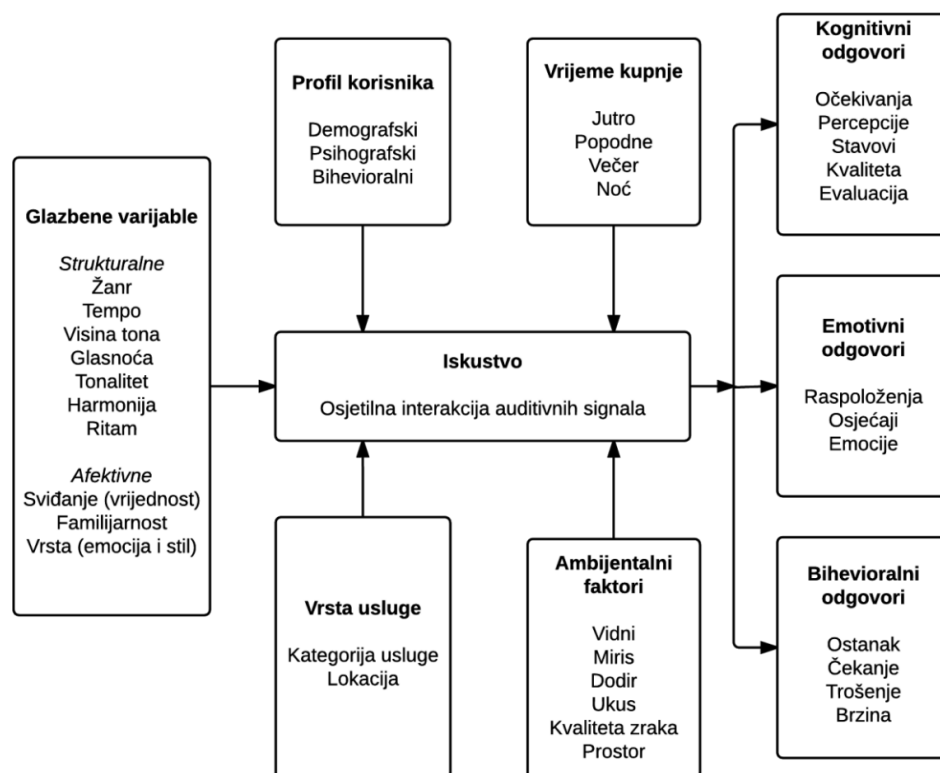 Glazbene varijable
Strukturalne
Žanr
Tempo
Visina tona
Glasnoća
Tonalitet
Harmonija
Ritam
Afektivne
Sviđanje (vrijednost)
Familijarnost
Vrsta (emocija i stil)
Profil korisnika
Demografski
Psihografski
Bihevioralni
Vrijeme kupnje
Jutro
Popodne
Večer
Noć
Iskustvo
Osjetilna interakcija auditivnih signala
Vrsta usluge
Kategorija usluge
Lokacija
Ambijentalni
faktori
Vidni
Miris
Dodir
Ukus
Kvaliteta zraka
Prostor
Kognitivni
odgovori
Očekivanja
Percepcije
Stavovi
Kvaliteta
Evaluacija
Emotivni
odgovori
Raspoloženja
Osjećaji
Emocije
Bihevioralni
odgovori
Ostanak
Čekanje
Trošenje
Brzina